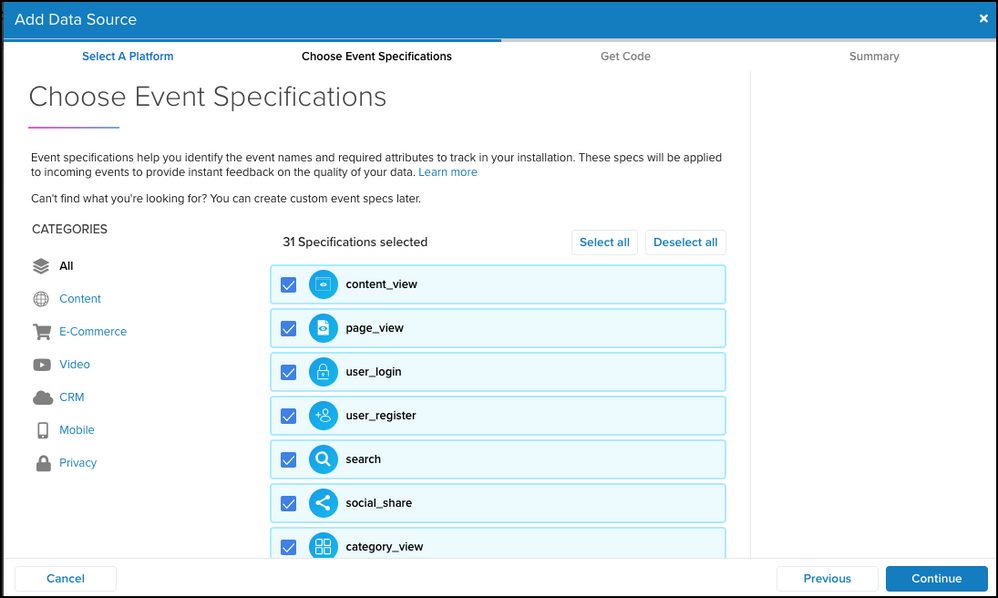 Add Data Source
×
Select A Platform
Choose Event Specifications
Get Code
Summary
Choose Event Specifications
Event specifications help you identify the event names and required attributes to track in your installation. These specs will be applied
to incoming events to provide instant feedback on the quality of your data. Learn more
Can't find what you're looking for? You can create custom event specs later.
CATEGORIES
All
Content
E-Commerce
Video
CRM
Mobile
Privacy
31 Specifications selected
Select all
Deselect all
content_view
page_view
user_login
user_register
search
social_share
category_view
Cancel
Previous
Continue